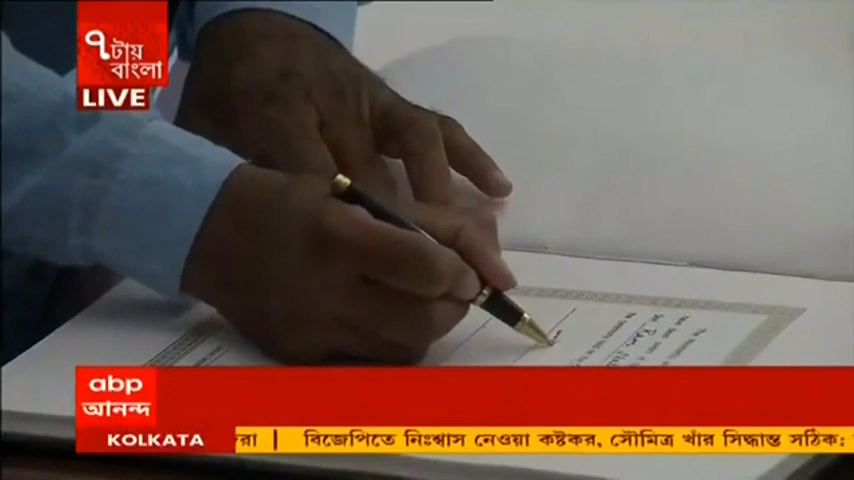 ৭টায়
বাংলা
LIVE
abp
আনন্দ
KOLKATA
রা | বিজেপিতে নিঃশ্বাস নেওয়া কষ্টকর, সৌমিত্র খাঁর সিদ্ধান্ত সঠিক: